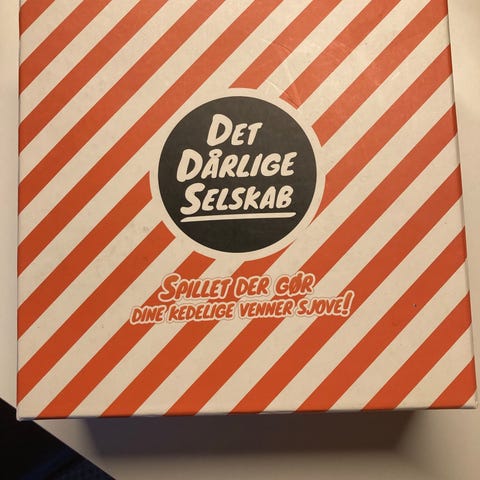 DET
DÅRLIGE
SELSKAB
SPILLET DER GØR
DINE KEDELIGE VENNER SJOVE!